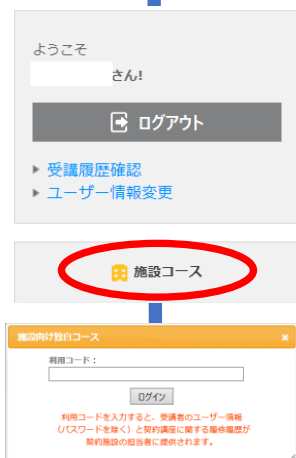 ようこそ
さん!
ログアウト
受講履歴確認
ユーザー情報変更
施設コース
施設向け独自コース ×
利用コード：
ログイン
利用コードを入力すると、受講者のユーザー情報
（パスワードを除く）と契約講座に関する履修履歴が
契約施設の担当者に提供されます。